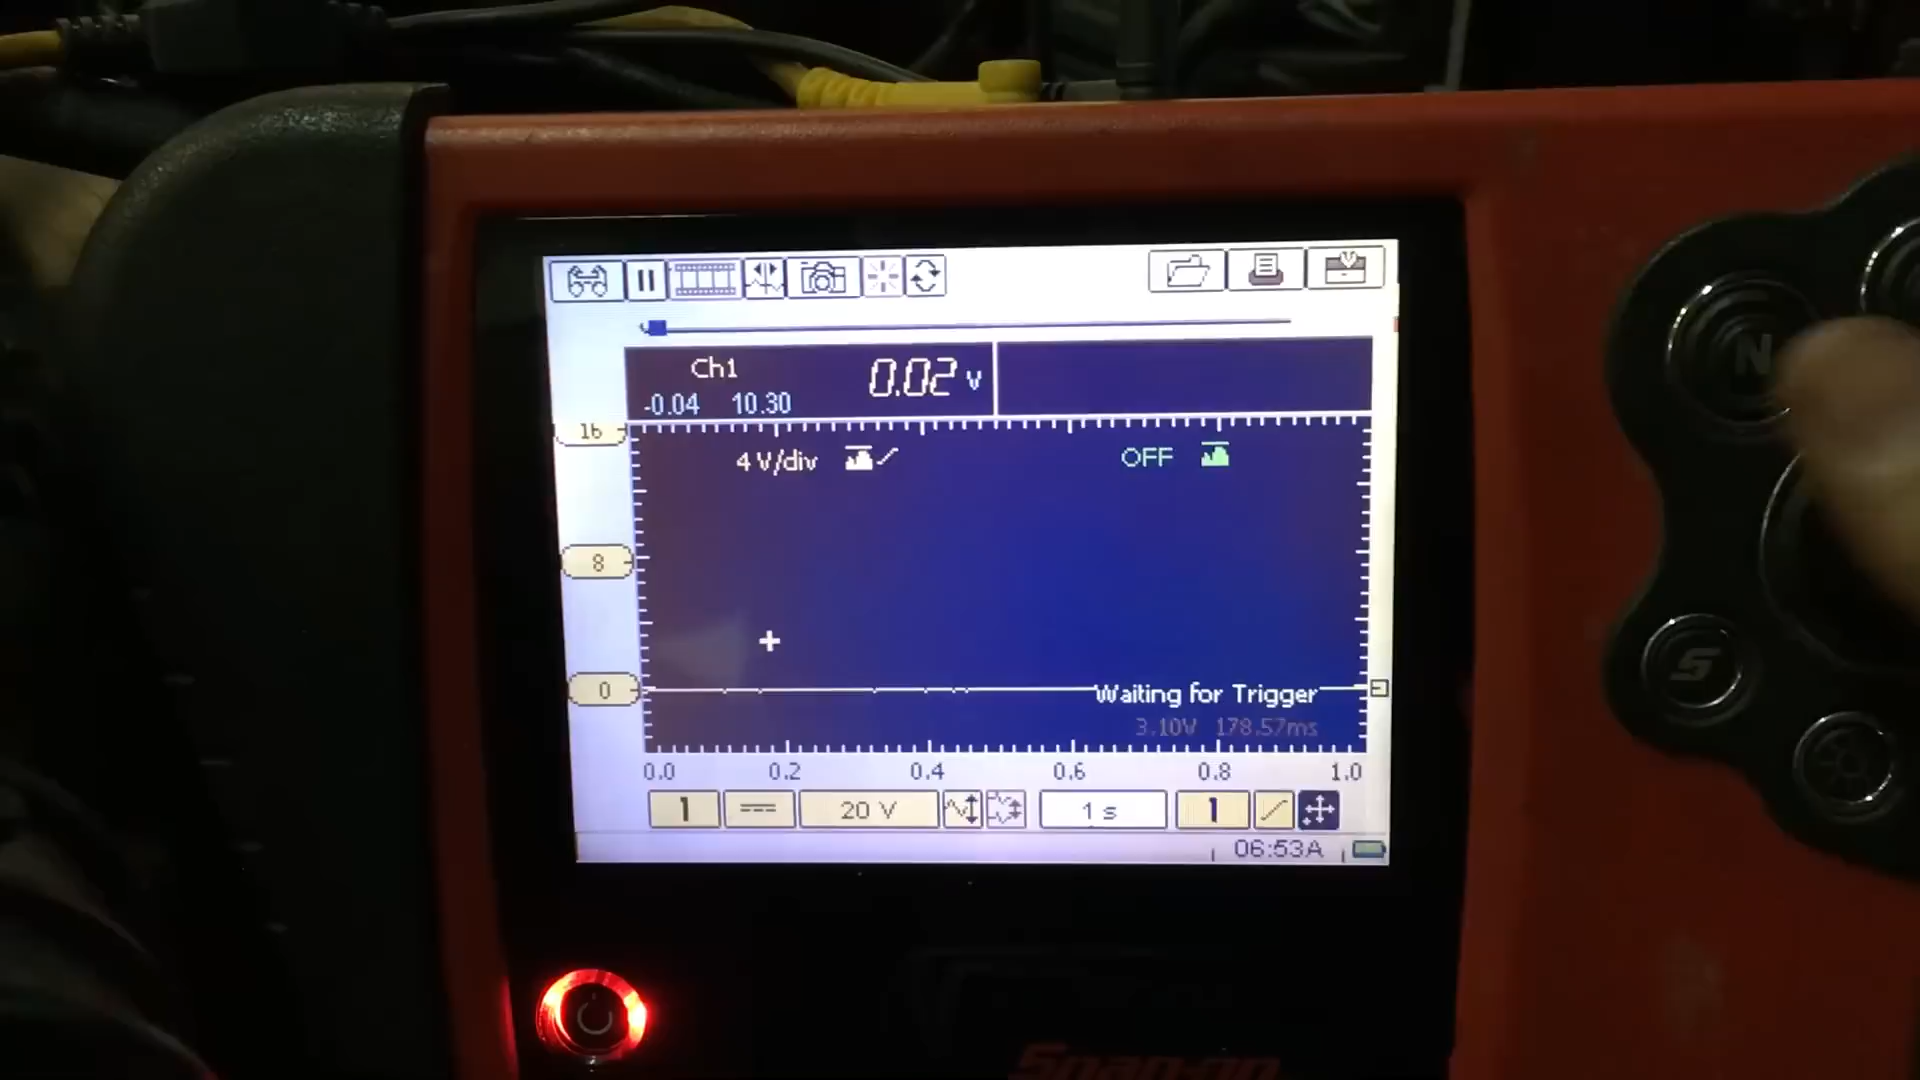 Ch1
0.02 V
-0.04 10.30
16
4 V/div
OFF
8
0
Waiting for Trigger
3.10V 178.57ms
0.0 0.2 0.4 0.6 0.8 1.0
1
20 V
1 s
1
06:53A
N
S
Snap-on